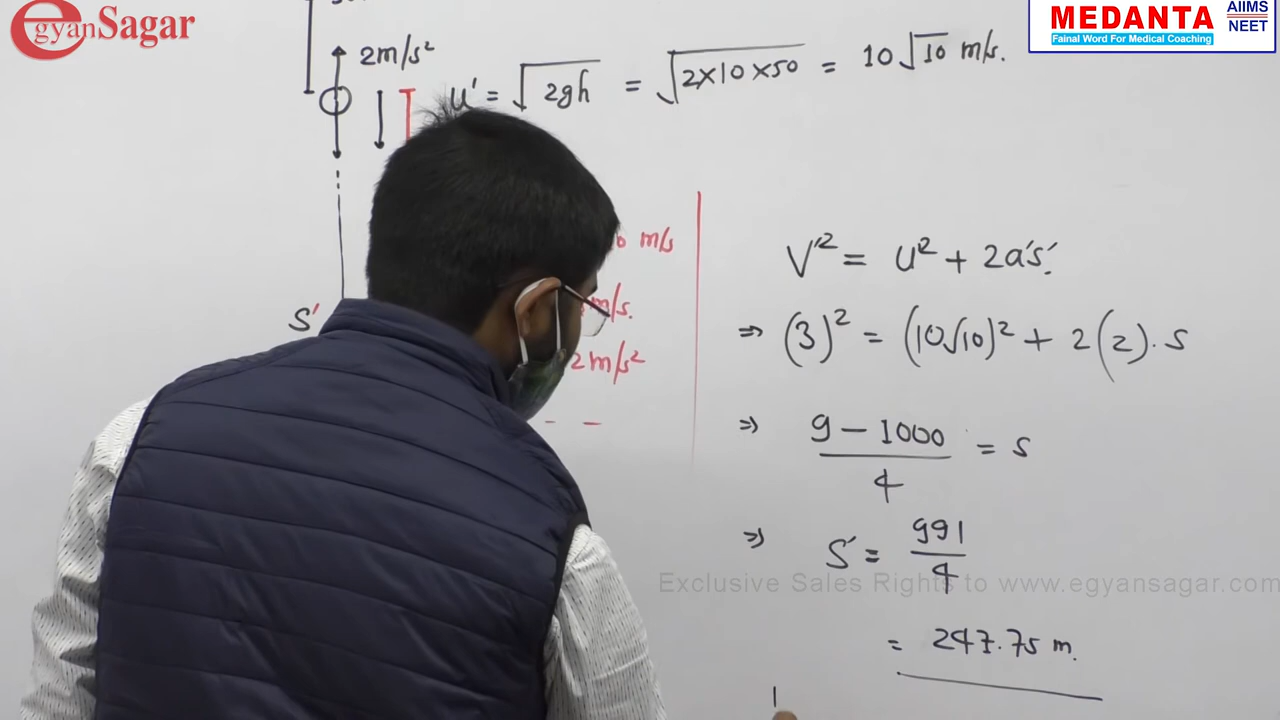 egyanSagar
MEDANTA
Fainal Word For Medical Coaching
AIIMS
NEET
2m/s²
u' = √2gh = √2×10×50 = 10√10 m/s.
m/s
m/s.
2m/s²
- -
S'
V'² = u² + 2a's'.
⇒ (3)² = (10√10)² + 2(2).s
⇒ 9 - 1000 / 4 = s
⇒ S' = 991 / 4
Exclusive Sales Rights to www.egyansagar.com
= 247.75 m.